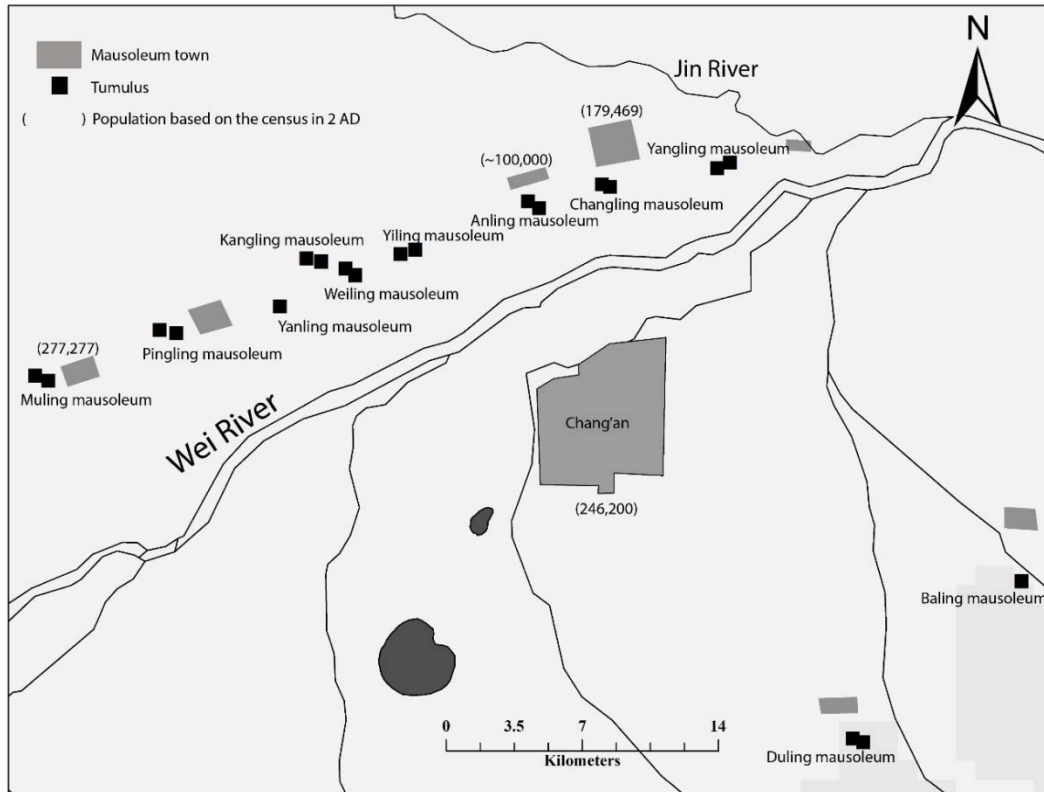 N
Mausoleum town
Tumulus
( ) Population based on the census in 2 AD
Jin River
(179,469)
(~100,000)
Yangling mausoleum
Changling mausoleum
Anling mausoleum
Yiling mausoleum
Kangling mausoleum
Weiling mausoleum
Yanling mausoleum
Pingling mausoleum
(277,277)
Muling mausoleum
Wei River
Chang'an
(246,200)
Baling mausoleum
0 3.5 7 14
Kilometers
Duling mausoleum